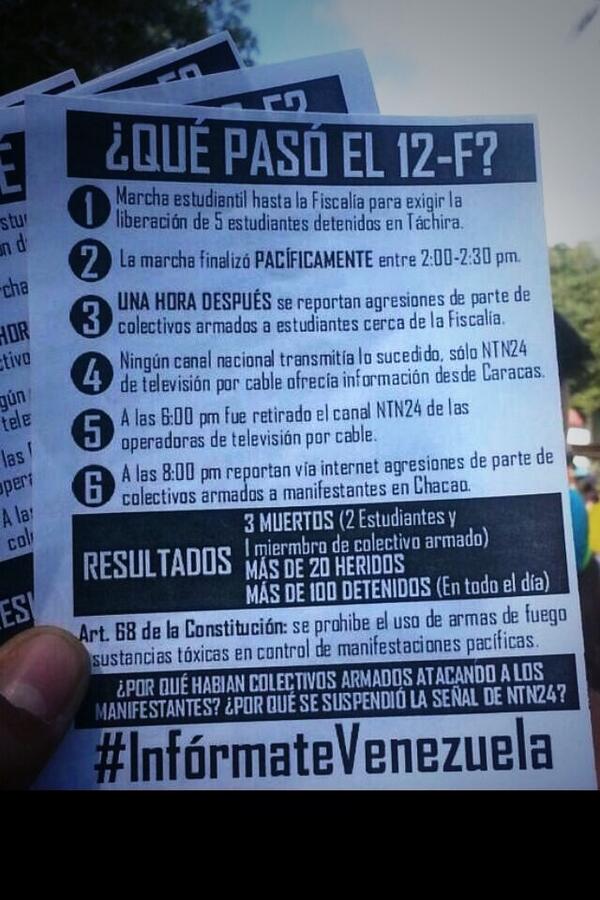 ¿QUÉ PASÓ EL 12-F?
1 Marcha estudiantil hasta la Fiscalía para exigir la
liberación de 5 estudiantes detenidos en Táchira.
2 La marcha finalizó PACÍFICAMENTE entre 2:00-2:30 pm.
3 UNA HORA DESPUÉS se reportan agresiones de parte de
colectivos armados a estudiantes cerca de la Fiscalía.
4 Ningún canal nacional transmitía lo sucedido, sólo NTN24
de televisión por cable ofrecía información desde Caracas.
5 A las 6:00 pm fue retirado el canal NTN24 de las
operadoras de televisión por cable.
6 A las 8:00 pm reportan vía internet agresiones de parte de
colectivos armados a manifestantes en Chacao.
RESULTADOS
3 MUERTOS (2 Estudiantes y
1 miermbro de colectivo armado)
MÁS DE 20 HERIDOS
MÁS DE 100 DETENIDOS (En todo el día)
Art. 68 de la Constitución: se prohibe el uso de armas de fuego
sustancias tóxicas en control de manifestaciones pacíficas.
¿POR QUÉ HABIAN COLECTIVOS ARMADOS ATACANDO A LOS
MANIFESTANTES? ¿POR QUÉ SE SUSPENDIÓ LA SEÑAL DE NTN24?
#InfórmateVenezuela